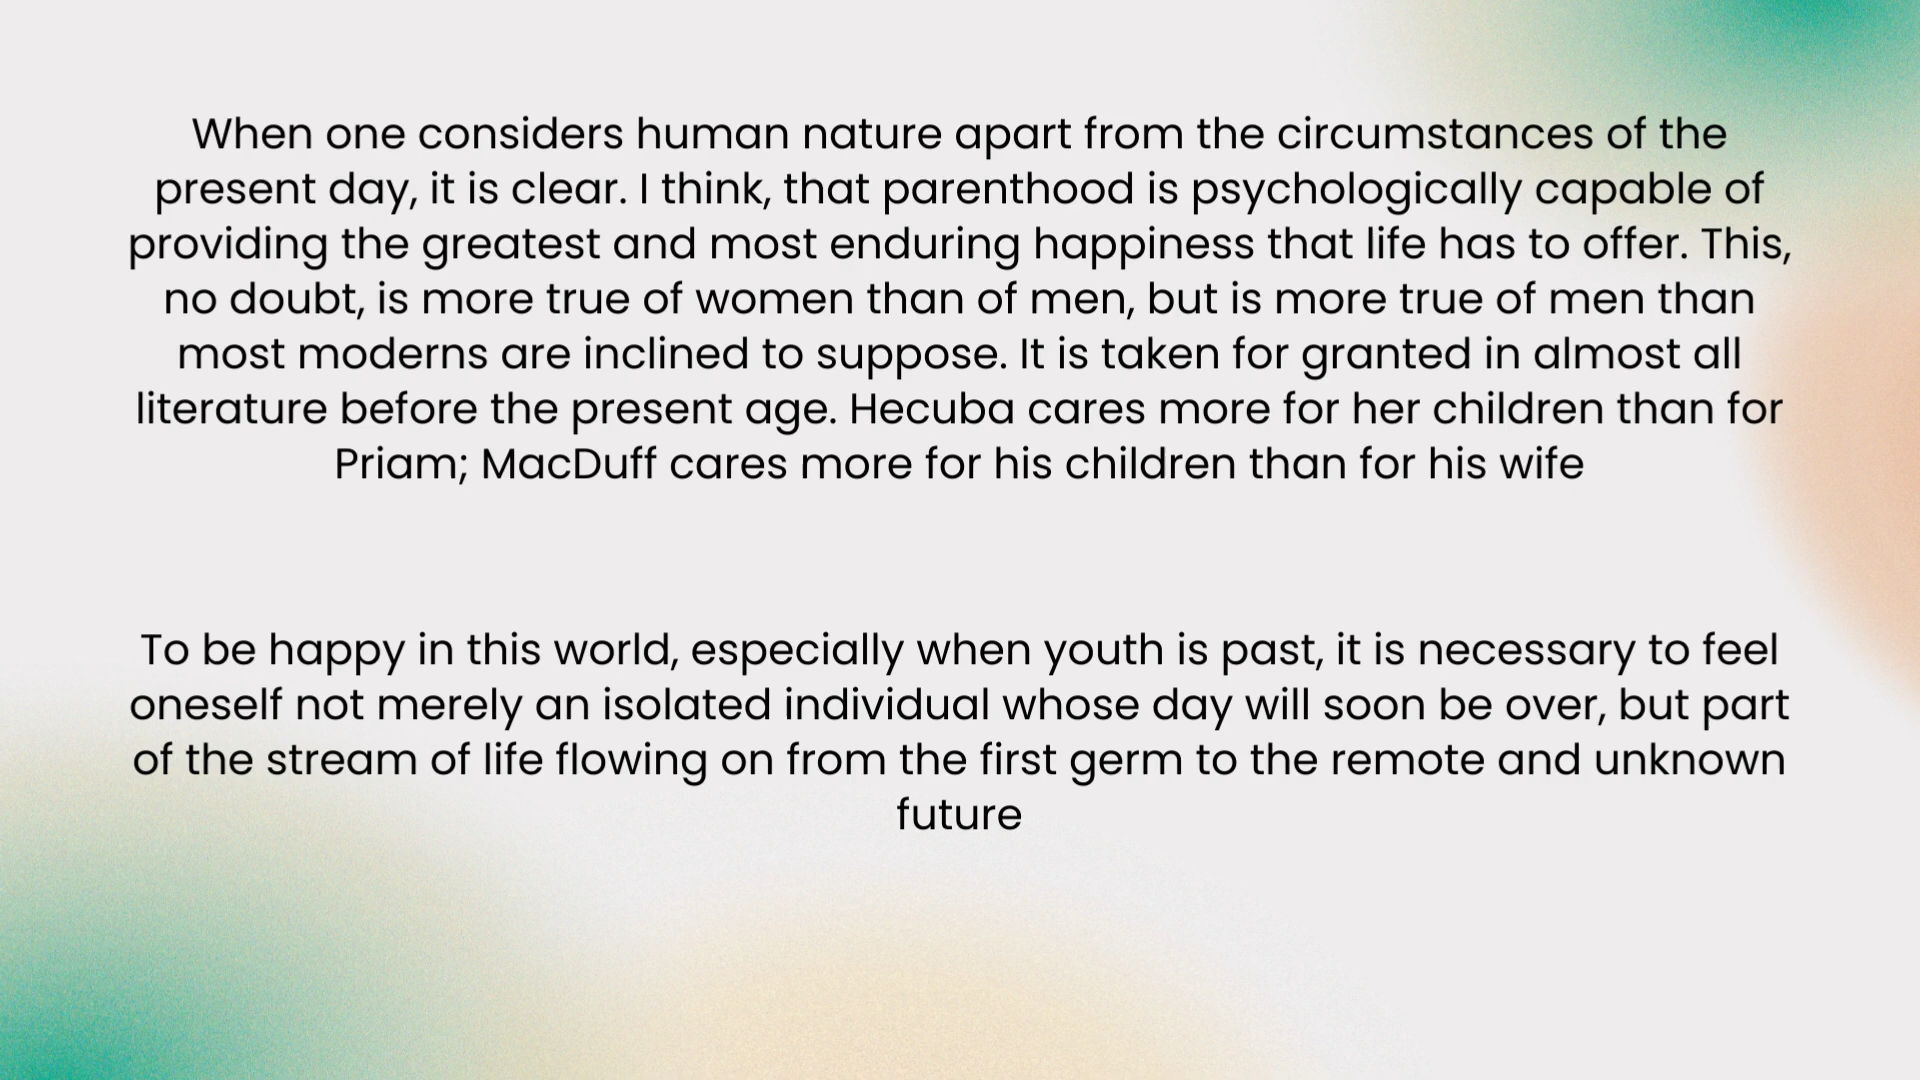 When one considers human nature apart from the circumstances of the
present day, it is clear. I think, that parenthood is psychologically capable of
providing the greatest and most enduring happiness that life has to offer. This,
no doubt, is more true of women than of men, but is more true of men than
most moderns are inclined to suppose. It is taken for granted in almost all
literature before the present age. Hecuba cares more for her children than for
Priam; MacDuff cares more for his children than for his wife
To be happy in this world, especially when youth is past, it is necessary to feel
oneself not merely an isolated individual whose day will soon be over, but part
of the stream of life flowing on from the first germ to the remote and unknown
future